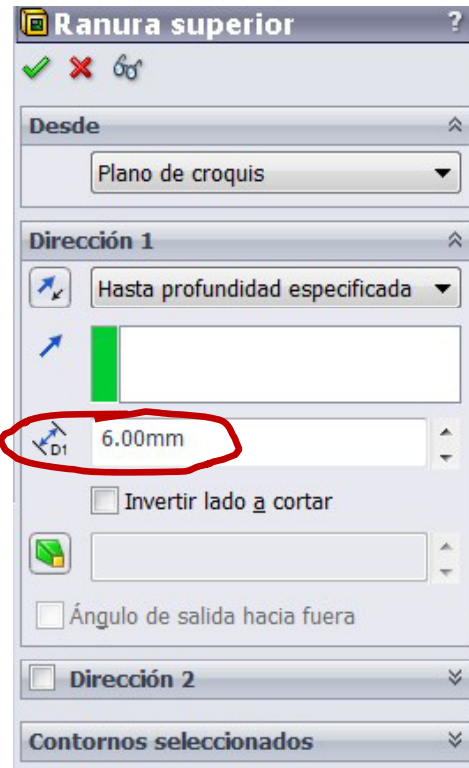 Ranura superior ?
Desde
Plano de croquis
Dirección 1
Hasta profundidad especificada
D1 6.00mm
Invertir lado a cortar
Ángulo de salida hacia fuera
Dirección 2
Contornos seleccionados